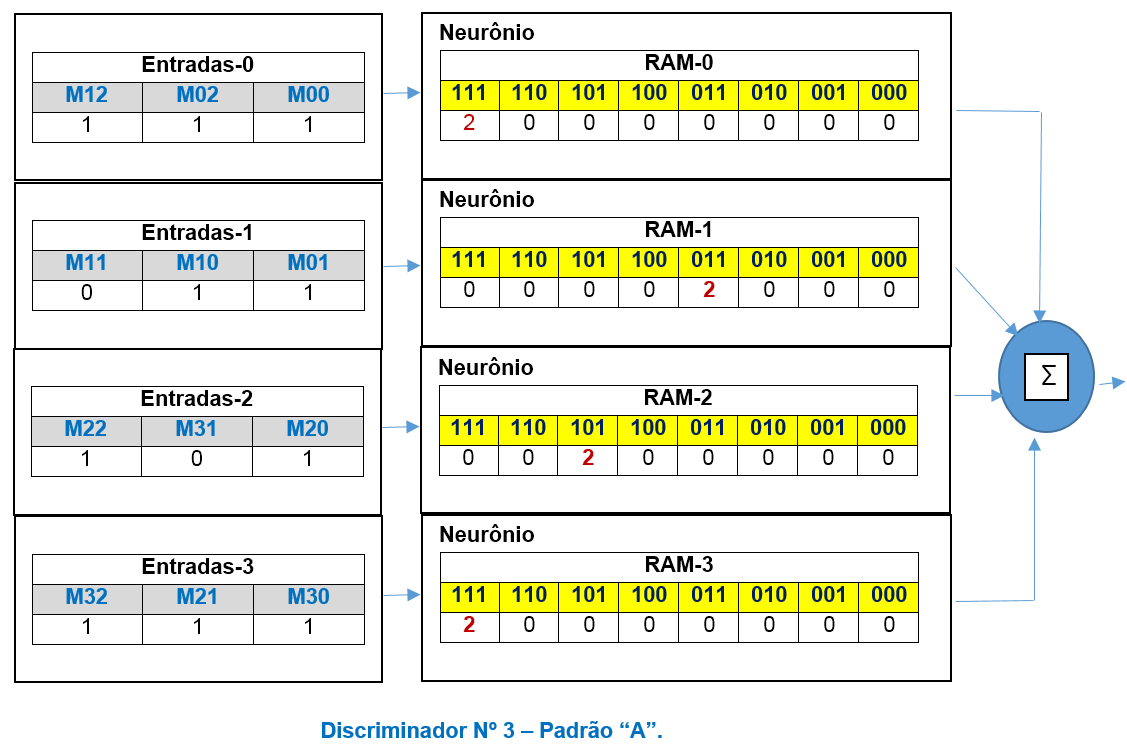 Neurônio
Entradas-0
RAM-0
M12 M02 M00
111 110 101 100 011 010 001 000
1 1 1
2 0 0 0 0 0 0 0
Neurônio
Entradas-1
RAM-1
M11 M10 M01
111 110 101 100 011 010 001 000
0 1 1
0 0 0 0 2 0 0 0
Σ
Neurônio
Entradas-2
RAM-2
M22 M31 M20
111 110 101 100 011 010 001 000
1 0 1
0 0 2 0 0 0 0 0
Neurônio
Entradas-3
RAM-3
M32 M21 M30
111 110 101 100 011 010 001 000
1 1 1
2 0 0 0 0 0 0 0
Discriminador Nº 3 – Padrão “A”.